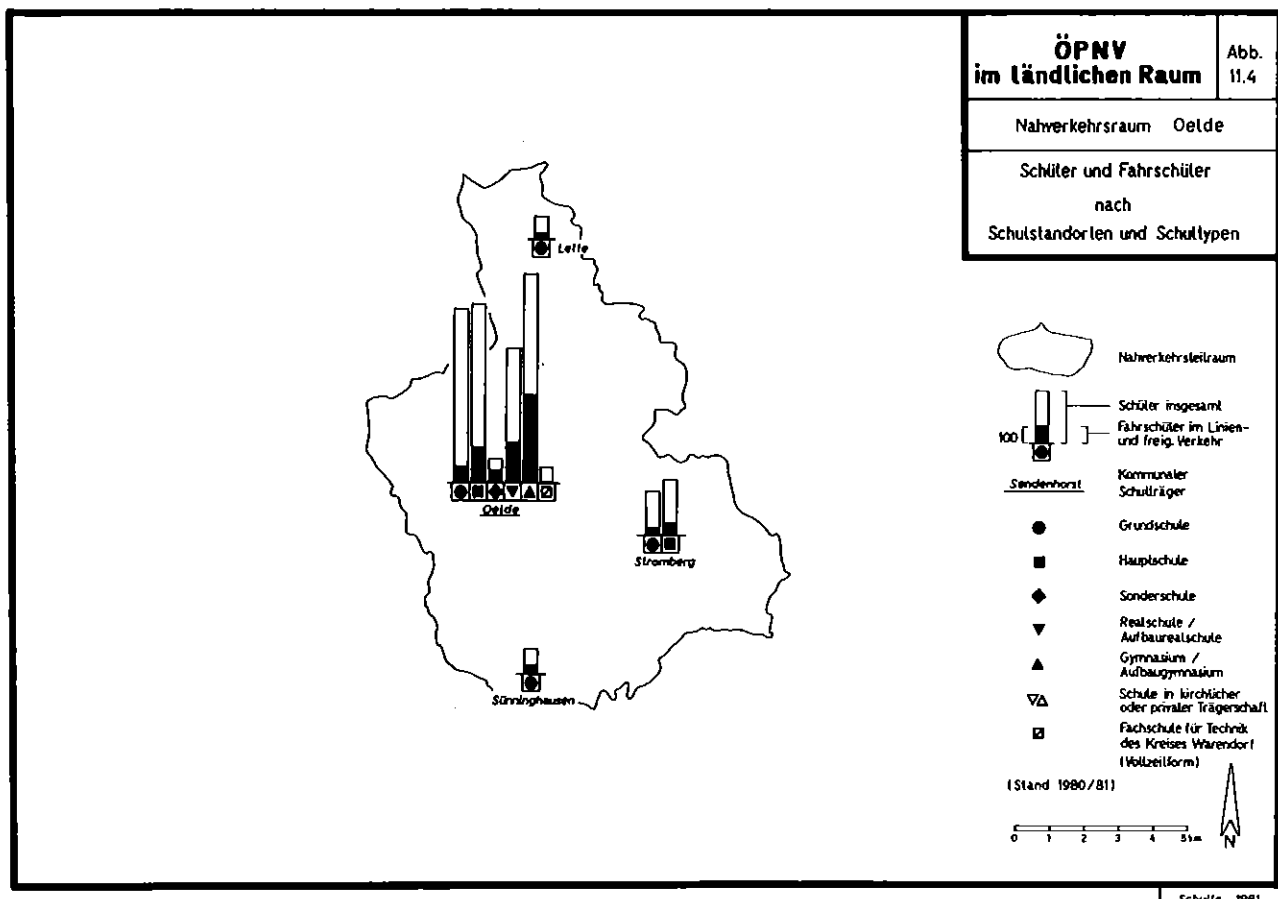 ÖPNV
im ländlichen Raum
Abb.
11.4
Nahverkehrsraum Oelde
Schüler und Fahrschüler
nach
Schulstandorten und Schultypen
Lette
Oelde
Stromberg
Sünninghausen
Nahverkehrsteilraum
Schüler insgesamt
100
Fahrschüler im Linien-
und freig. Verkehr
Sendenhorst
Kommunaler
Schulträger
Grundschule
Hauptschule
Sonderschule
Realschule /
Aufbaurealschule
Gymnasium /
Aufbaugymnasium
Schule in kirchlicher
oder privater Trägerschaft
Fachschule für Technik
des Kreises Warendorf
(Vollzeitform)
(Stand 1980/81)
0 1 2 3 4 5km
N
1981